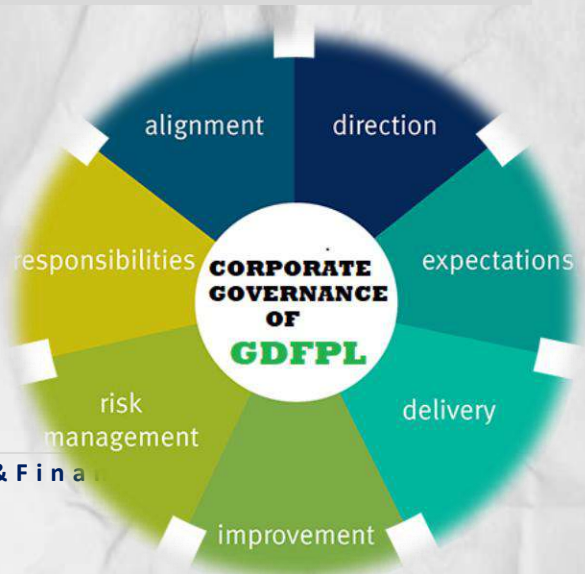 alignment
direction
responsibilities
expectations
CORPORATE
GOVERNANCE
OF
GDFPL
risk
management
delivery
improvement